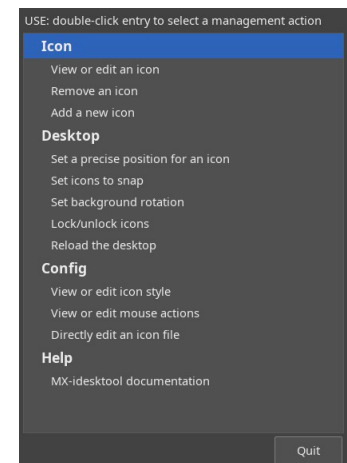 USE: double-click entry to select a management action
Icon
View or edit an icon
Remove an icon
Add a new icon
Desktop
Set a precise position for an icon
Set icons to snap
Set background rotation
Lock/unlock icons
Reload the desktop
Config
View or edit icon style
View or edit mouse actions
Directly edit an icon file
Help
MX-idesktool documentation
Quit